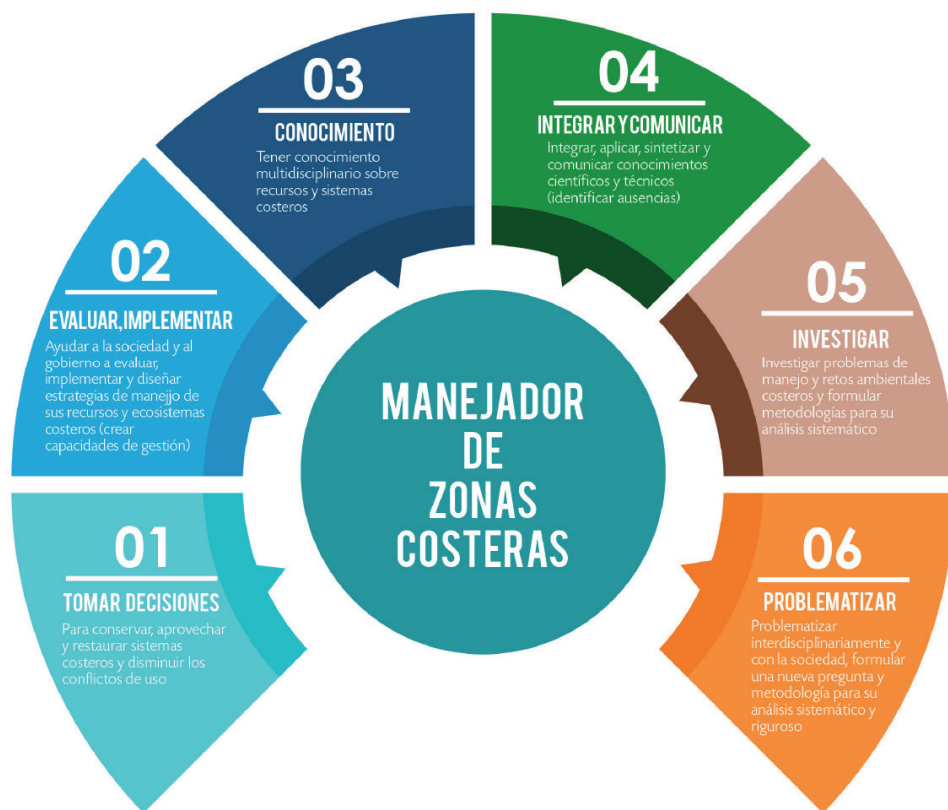 01
TOMAR DECISIONES
Para conservar, aprovechar
y restaurar sistemas
costeros y disminuir los
conflictos de uso
02
EVALUAR, IMPLEMENTAR
Ayudar a la sociedad y al
gobierno a evaluar,
implementar y diseñar
estrategias de manejjo de
sus recursos y ecosistemas
costeros (crear
capacidades de gestión)
03
CONOCIMIENTO
Tener conocimiento
multidisciplinario sobre
recursos y sistemas
costeros
04
INTEGRAR Y COMUNICAR
Integrar, aplicar, sintetizar y
comunicar conocimientos
científicos y técnicos
(identificar ausencias)
05
INVESTIGAR
Investigar problemas de
manejo y retos ambientales
costeros y formular
metodologías para su
análisis sistemático
06
PROBLEMATIZAR
Problematizar
interdisciplinariamente y
con la sociedad, formular
una nueva pregunta y
metodología para su
análisis sistemático y
riguroso
MANEJADOR
DE
ZONAS
COSTERAS